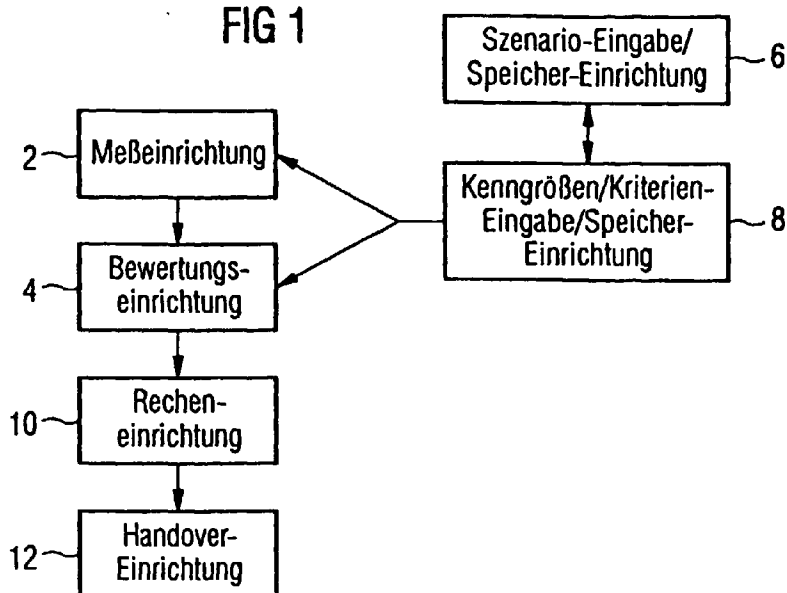 FIG 1
Szenario-Eingabe/
Speicher-Einrichtung
6
2
Meßeinrichtung
Kenngrößen/Kriterien-
Eingabe/Speicher-
Einrichtung
8
4
Bewertungs-
einrichtung
10
Rechen-
einrichtung
12
Handover-
Einrichtung